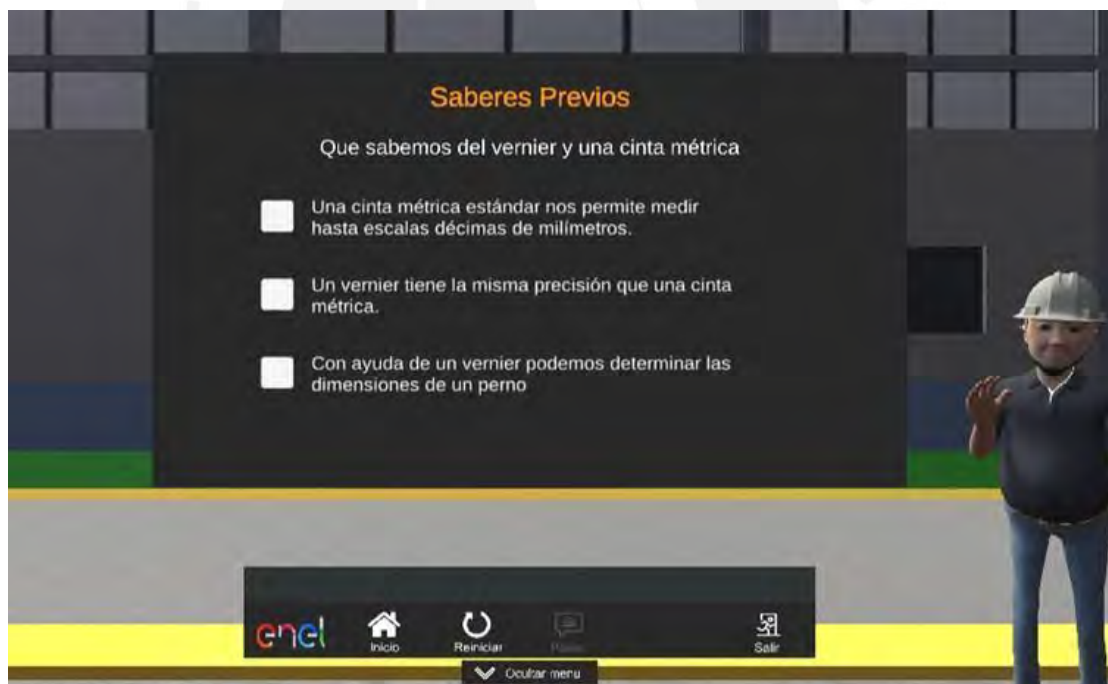 Saberes Previos
Que sabemos del vernier y una cinta métrica
Una cinta métrica estándar nos permite medir
hasta escalas décimas de milímetros.
Un vernier tiene la misma precisión que una cinta
métrica.
Con ayuda de un vernier podemos determinar las
dimensiones de un perno
enel
Inicio
Reiniciar
Salir
Ocultar menu